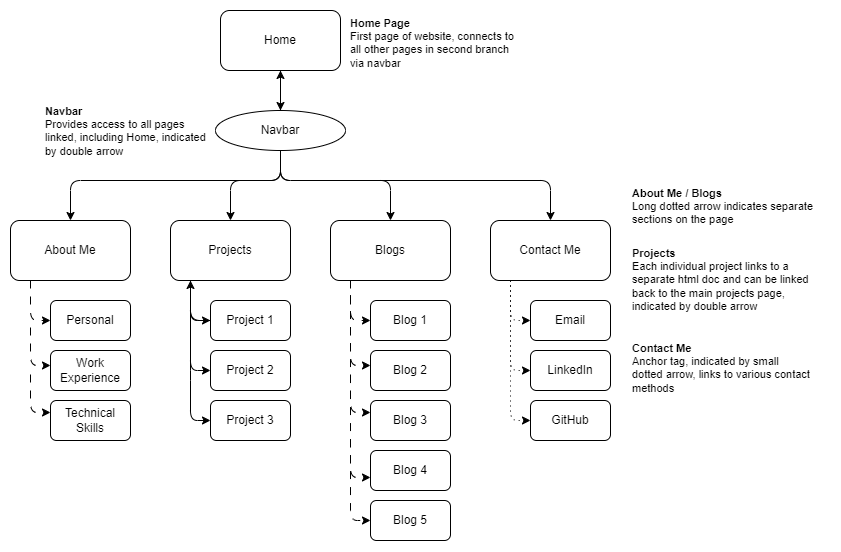 Home
Home Page
First page of website, connects to
all other pages in second branch
via navbar
Navbar
Provides access to all pages
linked, including Home, indicated
by double arrow
Navbar
About Me
Projects
Blogs
Contact Me
About Me / Blogs
Long dotted arrow indicates separate
sections on the page
Projects
Each individual project links to a
separate html doc and can be linked
back to the main projects page,
indicated by double arrow
Contact Me
Anchor tag, indicated by small
dotted arrow, links to various contact
methods
Personal
Work
Experience
Technical
Skills
Project 1
Project 2
Project 3
Blog 1
Blog 2
Blog 3
Blog 4
Blog 5
Email
LinkedIn
GitHub